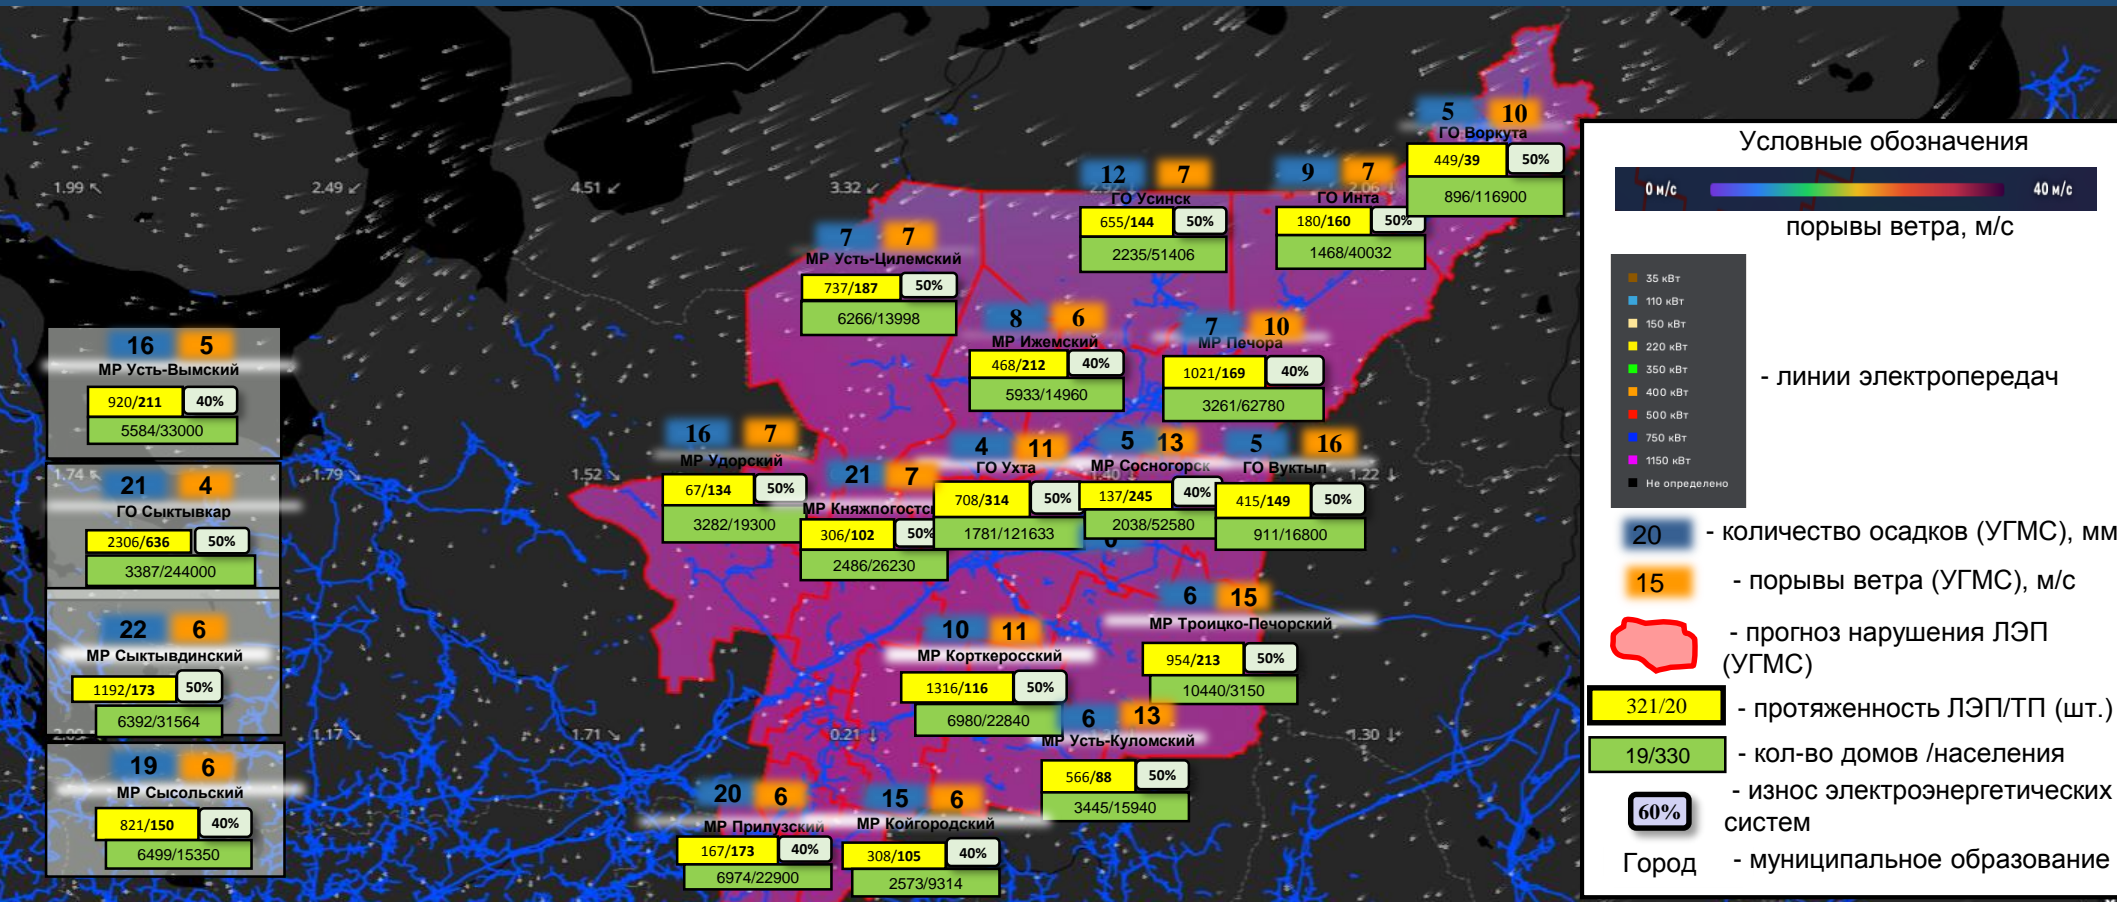 5 10
ГО Воркута
449/39 50%
896/116900
12 7
2.92 ↓
ГО Усинск
655/144 50%
2235/51406
9 7
2.06 ↓
ГО Инта
180/160 50%
1468/40032
1.99 ↖ 2.49 ↙ 4.51 ↙ 3.32 ↙
7 7
МР Усть-Цилемский
737/187 50%
6266/13998
8 6
МР Ижемский
468/212 40%
5933/14960
7 10
МР Печора
1021/169 40%
3261/62780
16 5
МР Усть-Вымский
920/211 40%
5584/33000
16 7
МР Удорский
67/134 50%
3282/19300
21 7
МР Княжпогостс
306/102 50%
2486/26230
4 11
ГО Ухта
708/314 50%
1781/121633
5 13
МР Сосногорск
1.40
137/245 40%
2038/52580
5 16
ГО Вуктыл
415/149 50%
911/16800
1.74 ↖ 1.79 ↘ 1.52 ↘ 1.22 ↓
21 4
ГО Сыктывкар
2306/636 50%
3387/244000
22 6
МР Сыктывдинский
1192/173 50%
6392/31564
10 11
МР Корткеросский
1316/116 50%
6980/22840
6 15
МР Троицко-Печорский
954/213 50%
10440/3150
6 13
МР Усть-Куломский
566/88 50%
3445/15940
1.17 ↘ 1.71 ↘ 0.21 ↓ 1.30 ↓
19 6
МР Сысольский
821/150 40%
6499/15350
20 6
МР Прилузский
167/173 40%
6974/22900
15 6
МР Койгородский
308/105 40%
2573/9314
Условные обозначения
0 м/с 40 м/с
порывы ветра, м/с
35 кВт
110 кВт
150 кВт
220 кВт
350 кВт
400 кВт
500 кВт
750 кВт
1150 кВт
Не определено
- линии электропередач
20 - количество осадков (УГМС), мм
15 - порывы ветра (УГМС), м/с
- прогноз нарушения ЛЭП
(УГМС)
321/20 - протяженность ЛЭП/ТП (шт.)
19/330 - кол-во домов /населения
60% - износ электроэнергетических
систем
Город - муниципальное образование